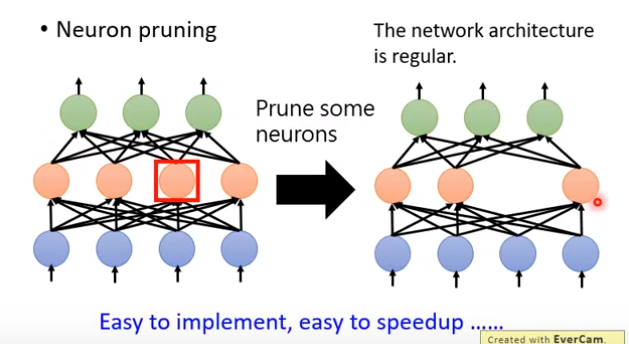 • Neuron pruning
The network architecture
is regular.
Prune some
neurons
Easy to implement, easy to speedup ......
Created with EverCam.